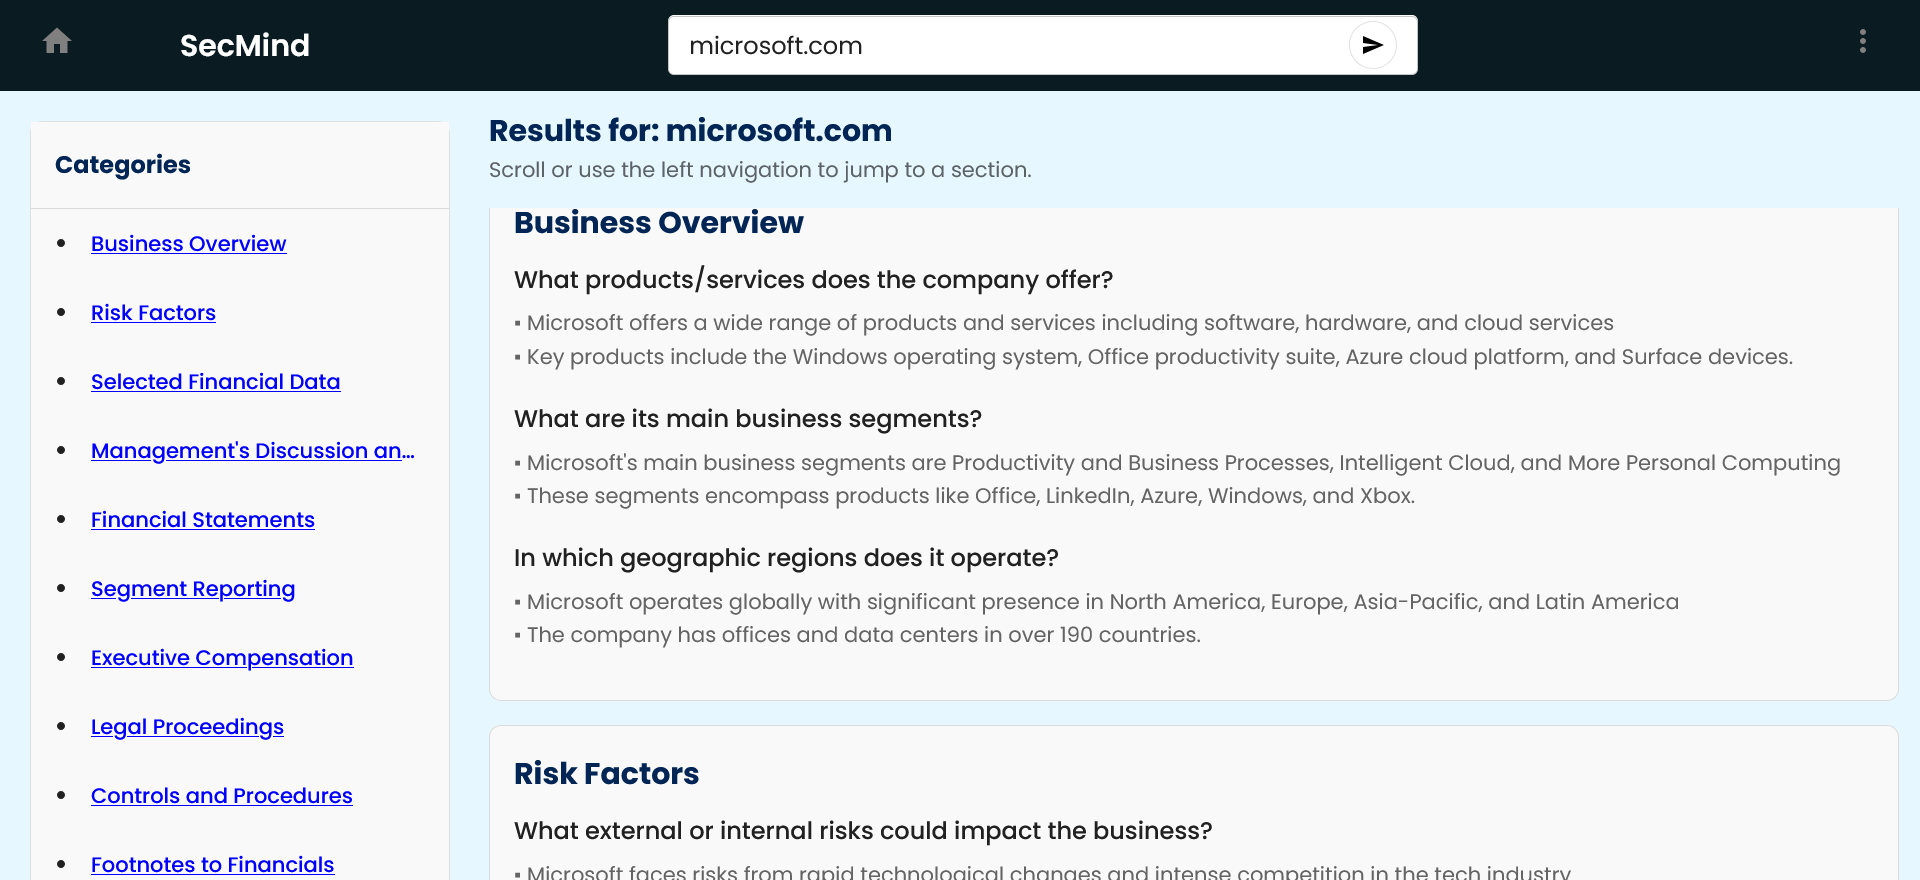 SecMind
microsoft.com
Categories
• Business Overview
• Risk Factors
• Selected Financial Data
• Management's Discussion an...
• Financial Statements
• Segment Reporting
• Executive Compensation
• Legal Proceedings
• Controls and Procedures
• Footnotes to Financials
Results for: microsoft.com
Scroll or use the left navigation to jump to a section.
Business Overview
What products/services does the company offer?
▪ Microsoft offers a wide range of products and services including software, hardware, and cloud services
▪ Key products include the Windows operating system, Office productivity suite, Azure cloud platform, and Surface devices.
What are its main business segments?
▪ Microsoft's main business segments are Productivity and Business Processes, Intelligent Cloud, and More Personal Computing
▪ These segments encompass products like Office, LinkedIn, Azure, Windows, and Xbox.
In which geographic regions does it operate?
▪ Microsoft operates globally with significant presence in North America, Europe, Asia-Pacific, and Latin America
▪ The company has offices and data centers in over 190 countries.
Risk Factors
What external or internal risks could impact the business?
▪ Microsoft faces risks from rapid technological changes and intense competition in the tech industry